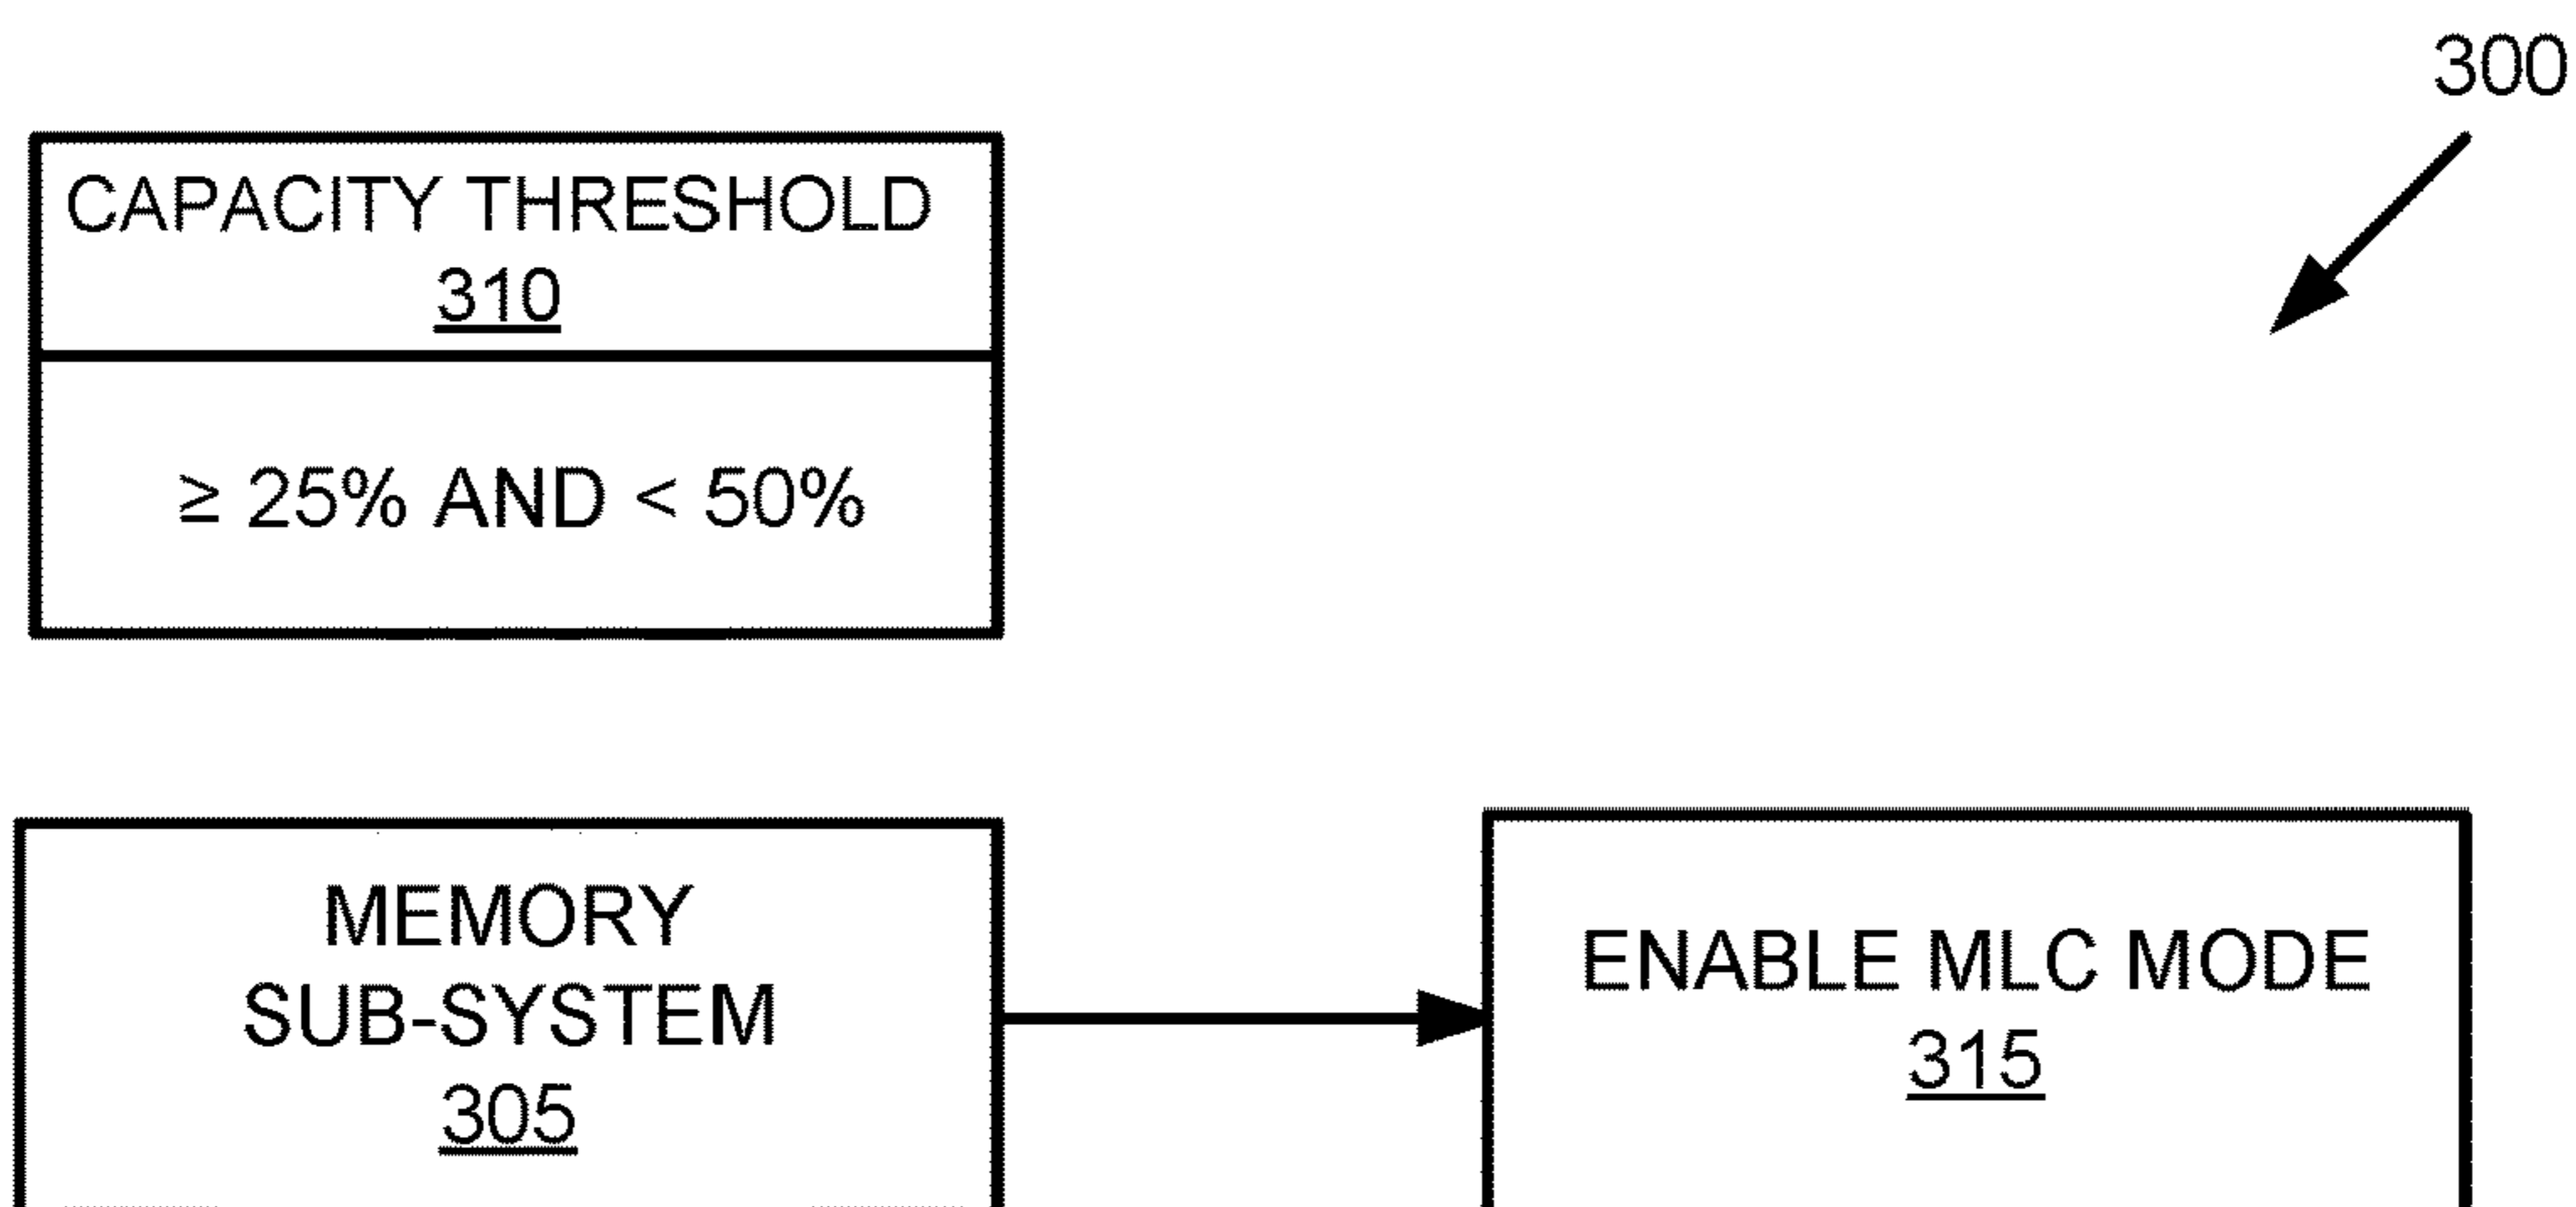 300
CAPACITY THRESHOLD
310
≥ 25% AND < 50%
MEMORY
SUB-SYSTEM
305
ENABLE MLC MODE
315